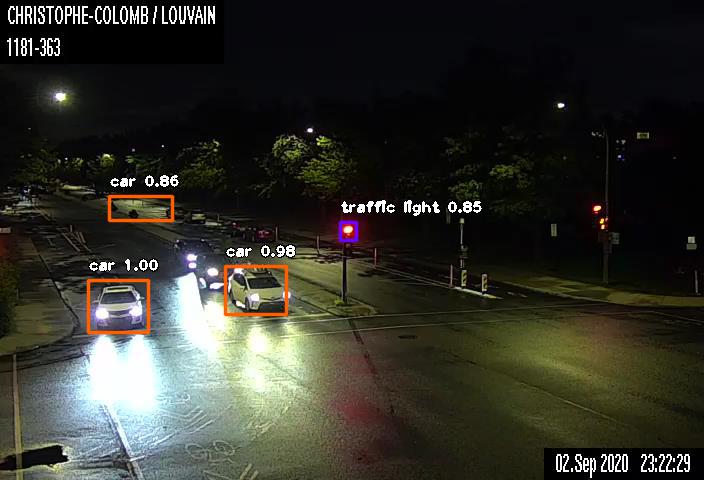 CHRISTOPHE-COLOMB / LOUVAIN
1181-363
car 0.86
traffic light 0.85
car 0.98
car 1.00
02.Sep 2020 23:22:29